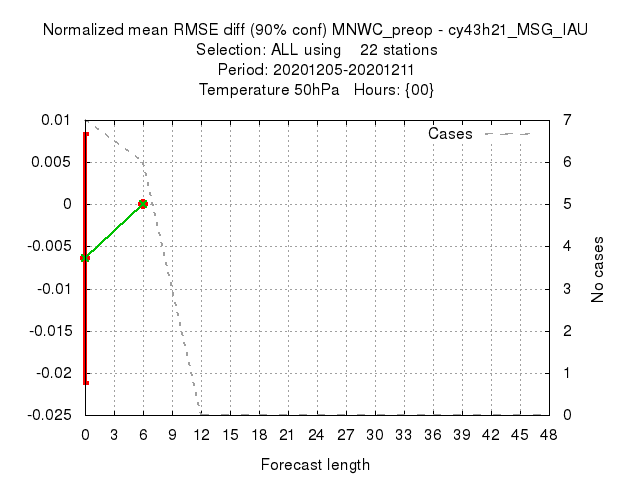 Normalized mean RMSE diff (90% conf) MNWC_preop - cy43h21_MSG_IAU
Selection: ALL using 22 stations
Period: 20201205-20201211
Temperature 50hPa Hours: {00}
Cases
0.01
0.005
0
-0.005
-0.01
-0.015
-0.02
-0.025
7
6
5
4
3
2
1
0
No cases
0 3 6 9 12 15 18 21 24 27 30 33 36 39 42 45 48
Forecast length